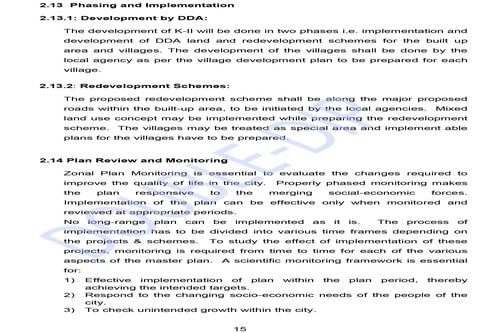 2.13 Phasing and Implementation
2.13.1: Development by DDA:
The development of K-II will be done in two phases i.e. implementation and
development of DDA land and redevelopment schemes for the built up
area and villages. The development of the villages shall be done by the
local agency as per the village development plan to be prepared for each
village.
2.13.2: Redevelopment Schemes:
The proposed redevelopment scheme shall be along the major proposed
roads within the built-up area, to be initiated by the local agencies. Mixed
land use concept may be implemented while preparing the redevelopment
scheme. The villages may be treated as special area and implement able
plans for the villages have to be prepared.
2.14 Plan Review and Monitoring
Zonal Plan Monitoring is essential to evaluate the changes required to
improve the quality of life in the city. Properly phased monitoring makes
the plan responsive to the merging social-economic forces.
Implementation of the plan can be effective only when monitored and
reviewed at appropriate periods.
No long-range plan can be implemented as it is. The process of
implementation has to be divided into various time frames depending on
the projects & schemes. To study the effect of implementation of these
projects, monitoring is required from time to time for each of the various
aspects of the master plan. A scientific monitoring framework is essential
for:
1) Effective implementation of plan within the plan period, thereby
achieving the intended targets.
2) Respond to the changing socio-economic needs of the people of the
city.
3) To check unintended growth within the city.
15